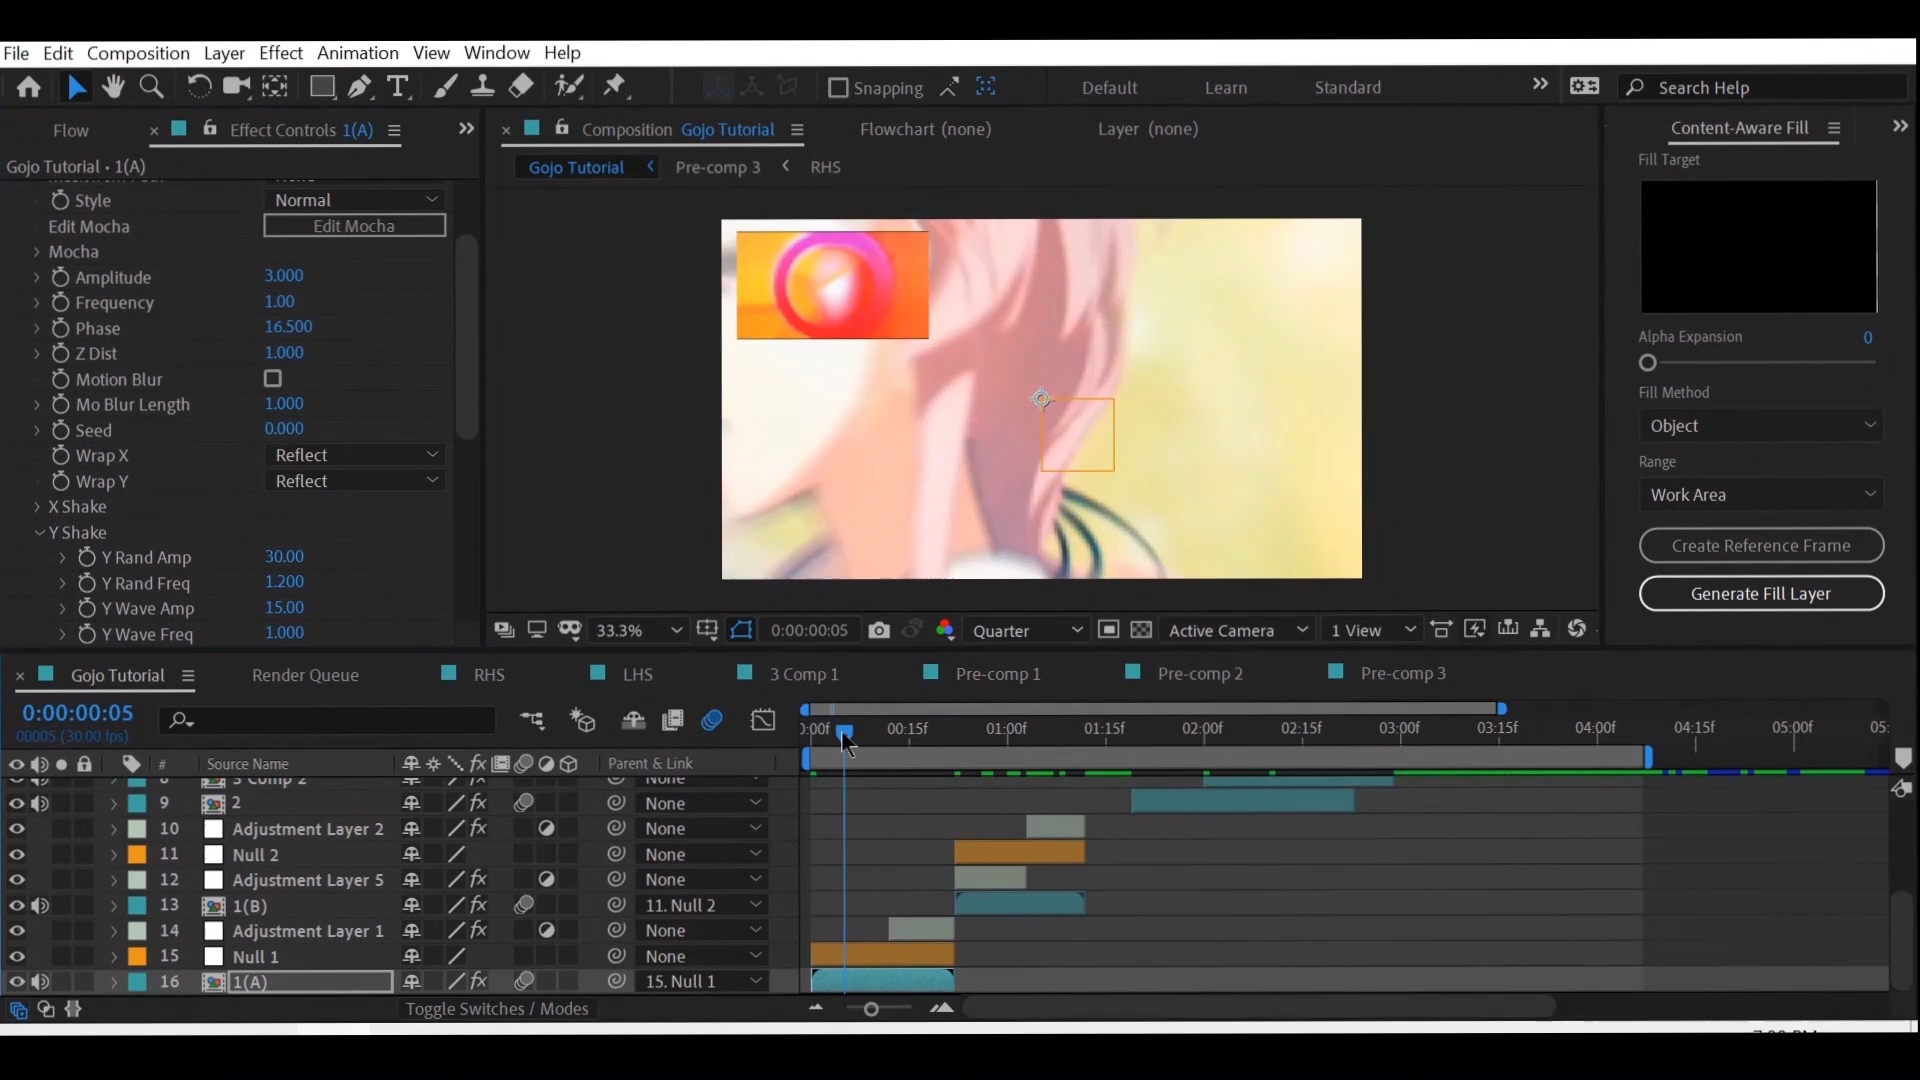 File Edit Composition Layer Effect Animation View Window Help
Snapping Default Learn Standard Search Help
Flow Effect Controls 1(A) Composition Gojo Tutorial Flowchart (none) Layer (none) Content-Aware Fill
Gojo Tutorial • 1(A) Gojo Tutorial Pre-comp 3 RHS
Fill Target
Style Normal
Edit Mocha Edit Mocha
Mocha
Amplitude 3.000
Frequency 1.00
Phase 16.500
Z Dist 1.000
Motion Blur
Mo Blur Length 1.000
Seed 0.000
Wrap X Reflect
Wrap Y Reflect
X Shake
Y Shake
Y Rand Amp 30.00
Y Rand Freq 1.200
Y Wave Amp 15.00
Y Wave Freq 1.000
Alpha Expansion 0
Fill Method
Object
Range
Work Area
Create Reference Frame
Generate Fill Layer
33.3% 0:00:00:05 Quarter Active Camera 1 View
Gojo Tutorial Render Queue RHS LHS 3 Comp 1 Pre-comp 1 Pre-comp 2 Pre-comp 3
0:00:00:05
00005 (30.00 fps)
:00f 00:15f 01:00f 01:15f 02:00f 02:15f 03:00f 03:15f 04:00f 04:15f 05:00f 05:
# Source Name fx Parent & Link
8 3 Comp 2 None
9 2 fx None
10 Adjustment Layer 2 fx None
11 Null 2 None
12 Adjustment Layer 5 fx None
13 1(B) fx 11. Null 2
14 Adjustment Layer 1 fx None
15 Null 1 None
16 1(A) fx 15. Null 1
Toggle Switches / Modes